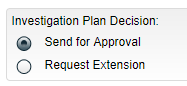 Investigation Plan Decision:
Send for Approval
Request Extension